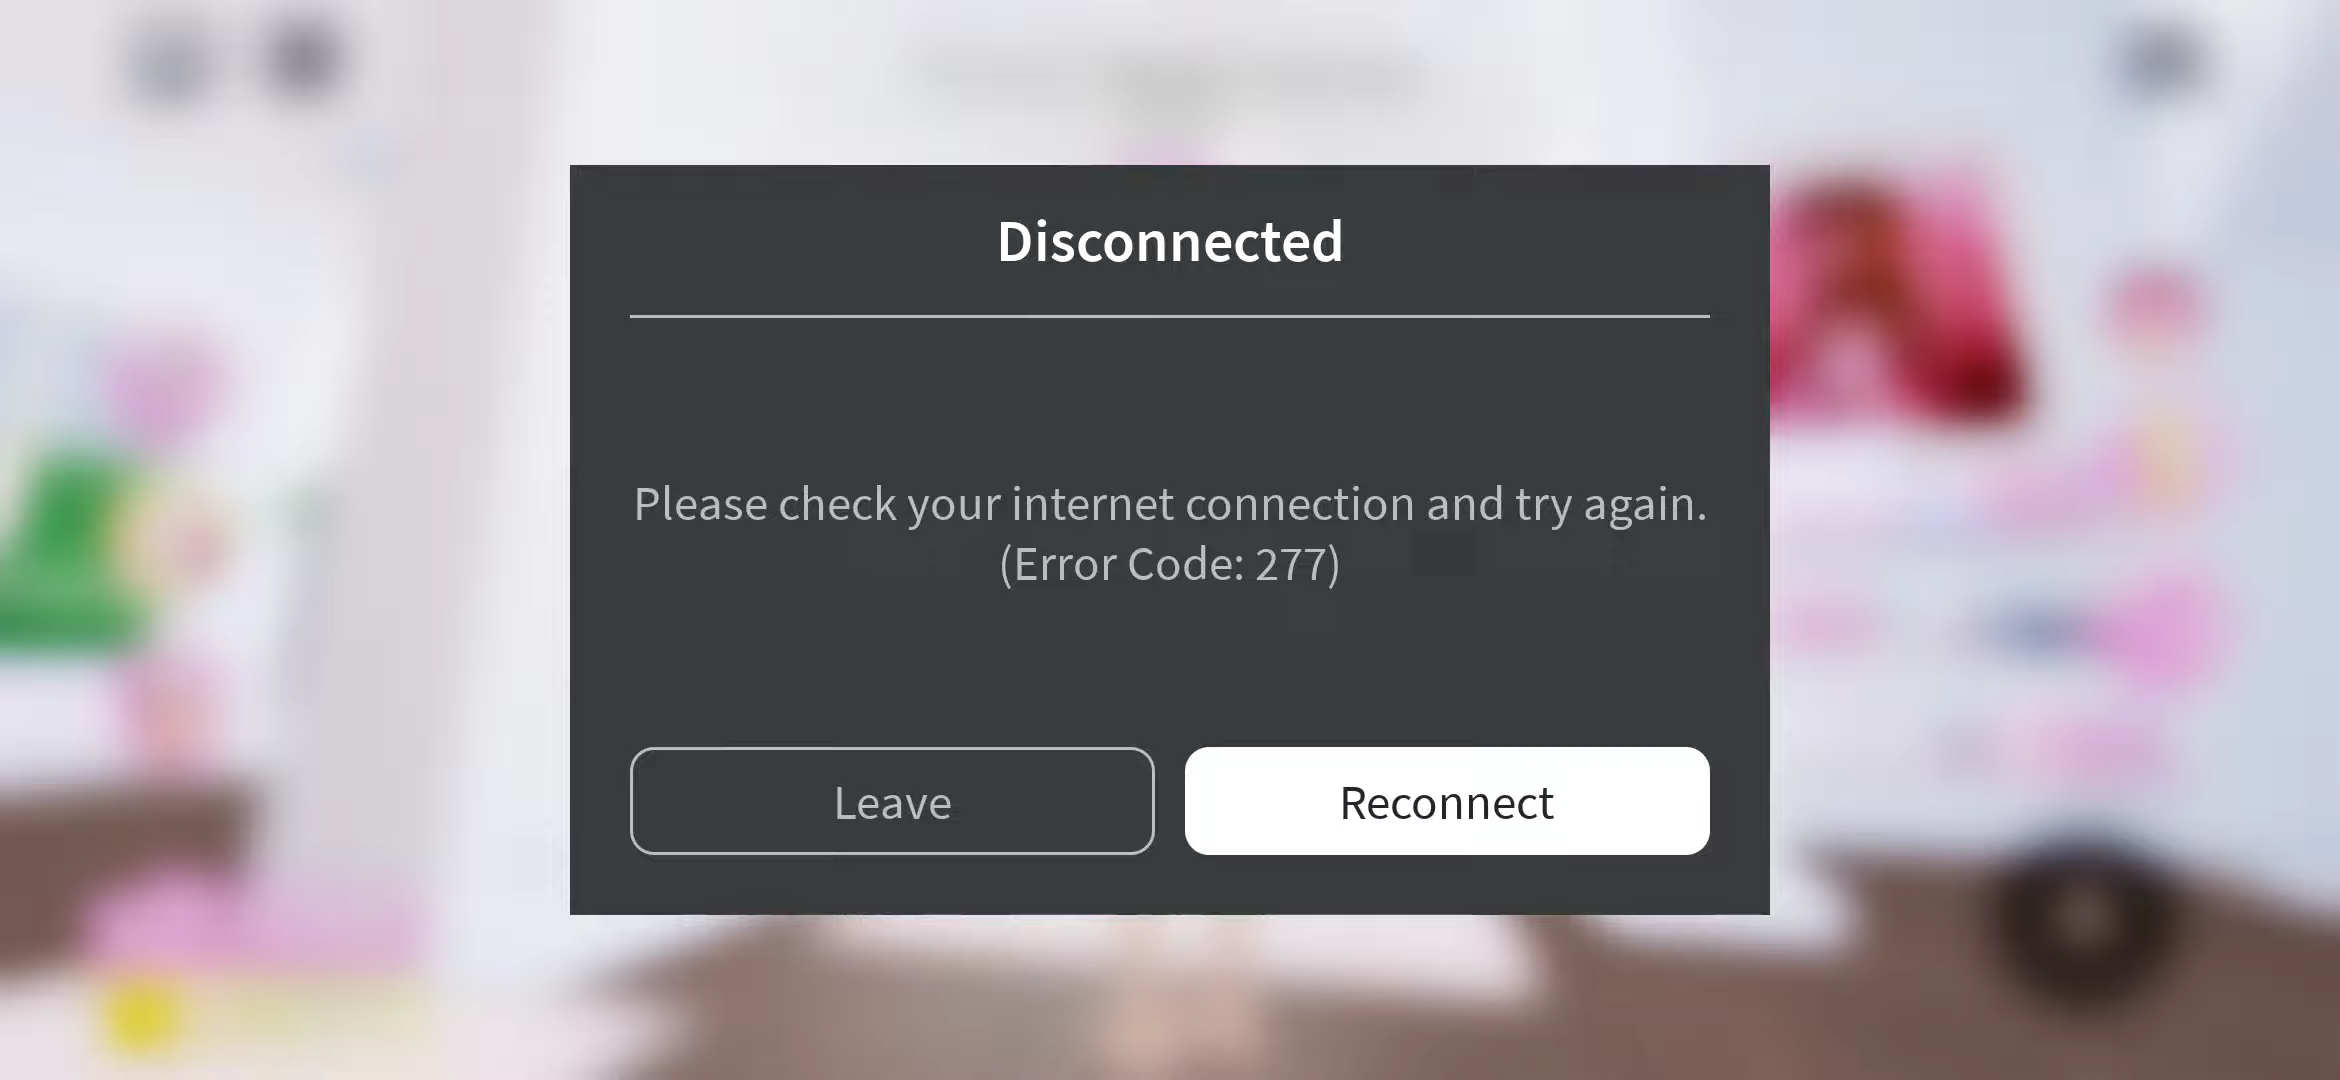 Disconnected
Please check your internet connection and try again.
(Error Code: 277)
Leave
Reconnect